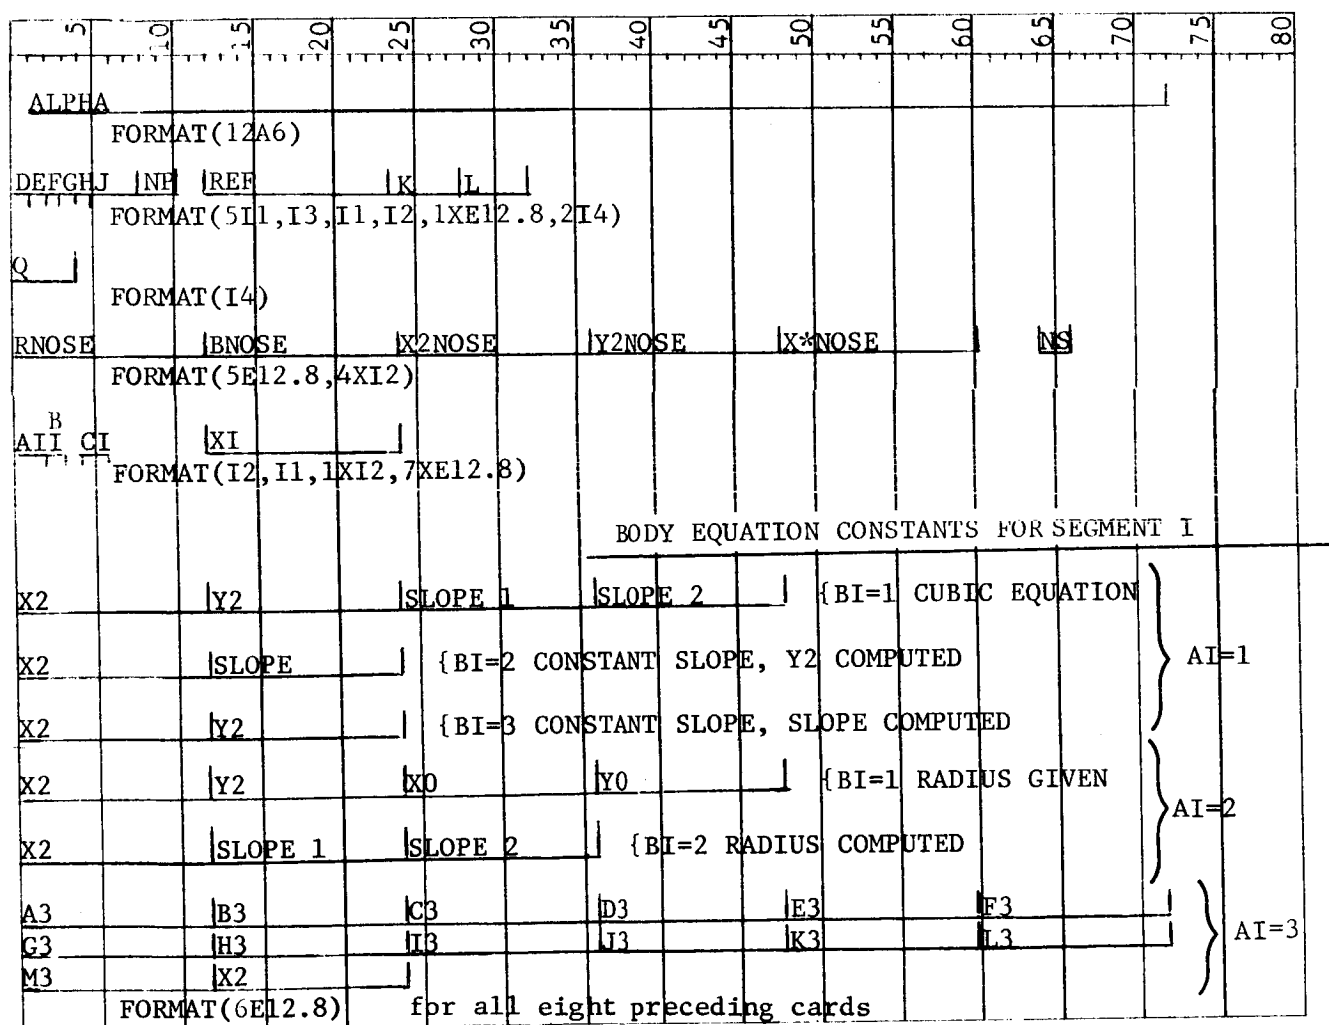 5 10 15 20 25 30 35 40 45 50 55 60 65 70 75 80
ALPHA
FORMAT(12A6)
DEFGHJ NP REF K L
FORMAT(5I1,I3,I1,I2,1XE12.8,2I4)
Q
FORMAT(I4)
RNOSE BNOSE X2NOSE Y2NOSE X*NOSE NS
FORMAT(5E12.8,4XI2)
B
AII CI XI
FORMAT(I2,I1,1XI2,7XE12.8)
BODY EQUATION CONSTANTS FOR SEGMENT I
X2 Y2 SLOPE 1 SLOPE 2 {BI=1 CUBIC EQUATION
X2 SLOPE {BI=2 CONSTANT SLOPE, Y2 COMPUTED
AI=1
X2 Y2 {BI=3 CONSTANT SLOPE, SLOPE COMPUTED
X2 Y2 X0 Y0 {BI=1 RADIUS GIVEN
AI=2
X2 SLOPE 1 SLOPE 2 {BI=2 RADIUS COMPUTED
A3 B3 C3 D3 E3 F3
G3 H3 I3 J3 K3 L3
AI=3
M3 X2
FORMAT(6E12.8) for all eight preceding cards